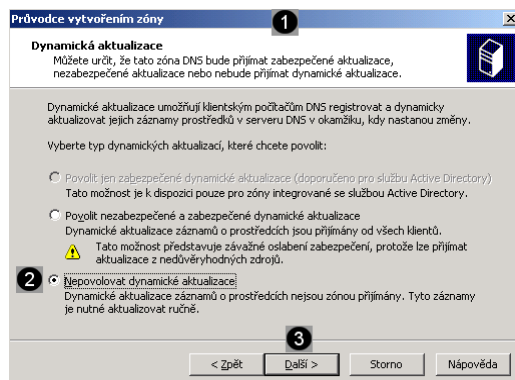 Průvodce vytvořením zóny
1
Dynamická aktualizace
Můžete určit, že tato zóna DNS bude přijímat zabezpečené aktualizace,
nezabezpečené aktualizace nebo nebude přijímat dynamické aktualizace.
Dynamické aktualizace umožňují klientským počítačům DNS registrovat a dynamicky
aktualizovat jejich záznamy prostředků v serveru DNS v okamžiku, kdy nastanou změny.
Vyberte typ dynamických aktualizací, které chcete povolit:
Povolit jen zabezpečené dynamické aktualizace (doporučeno pro službu Active Directory)
Tato možnost je k dispozici pouze pro zóny integrované se službou Active Directory.
Povolit nezabezpečené a zabezpečené dynamické aktualizace
Dynamické aktualizace záznamů o prostředcích jsou přijímány od všech klientů.
Tato možnost představuje závažné oslabení zabezpečení, protože lze přijímat
aktualizace z nedůvěryhodných zdrojů.
2 Nepovolovat dynamické aktualizace
Dynamické aktualizace záznamů o prostředcích nejsou zónou přijímány. Tyto záznamy
je nutné aktualizovat ručně.
3
< Zpět Další > Storno Nápověda